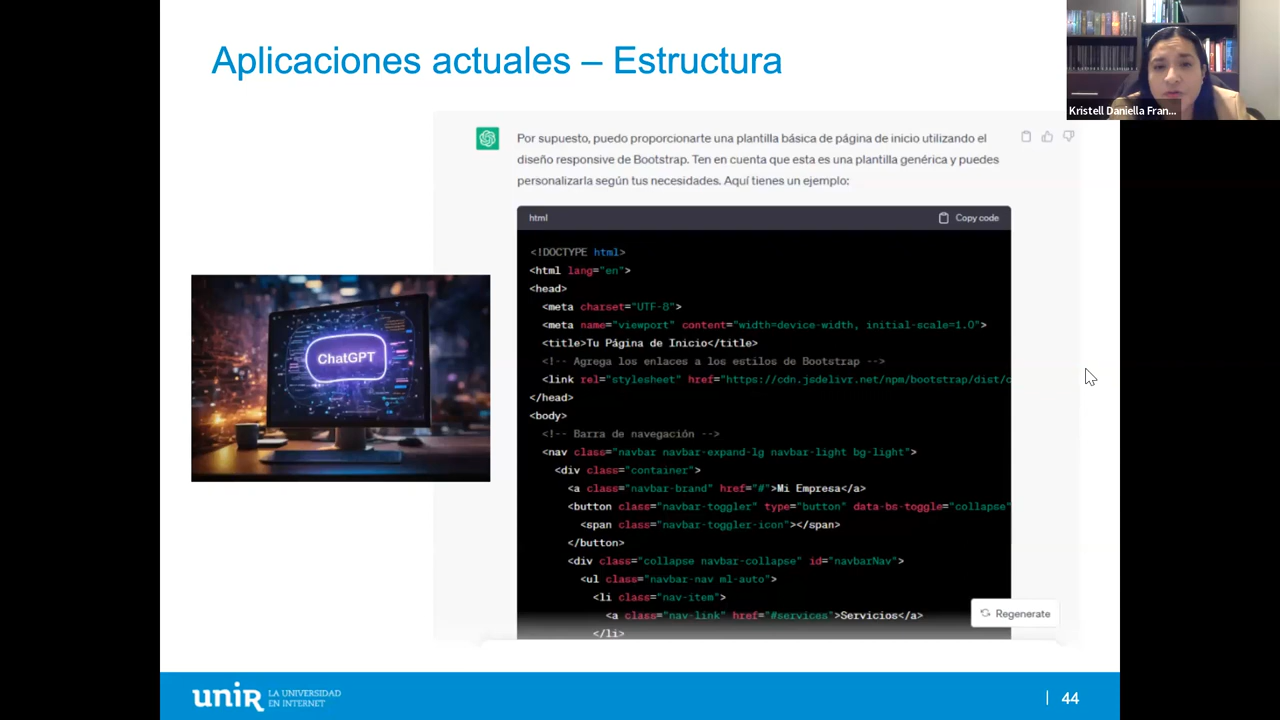 Aplicaciones actuales – Estructura
Kristell Daniella Fran...
Por supuesto, puedo proporcionarte una plantilla básica de página de inicio utilizando el
diseño responsive de Bootstrap. Ten en cuenta que esta es una plantilla genérica y puedes
personalizarla según tus necesidades. Aquí tienes un ejemplo:
html Copy code
<!DOCTYPE html>
<html lang="en">
<head>
<meta charset="UTF-8">
<meta name="viewport" content="width=device-width, initial-scale=1.0">
<title>Tu Página de Inicio</title>
<!-- Agrega los enlaces a los estilos de Bootstrap -->
<link rel="stylesheet" href="https://cdn.jsdelivr.net/npm/bootstrap/dist/c
</head>
<body>
<!-- Barra de navegación -->
<nav class="navbar navbar-expand-lg navbar-light bg-light">
<div class="container">
<a class="navbar-brand" href="#">Mi Empresa</a>
<button class="navbar-toggler" type="button" data-bs-toggle="collapse"
<span class="navbar-toggler-icon"></span>
</button>
<div class="collapse navbar-collapse" id="navbarNav">
<ul class="navbar-nav ml-auto">
<li class="nav-item">
<a class="nav-link" href="#services">Servicios</a>
</li>
Regenerate
ChatGPT
unir LA UNIVERSIDAD
EN INTERNET
| 44